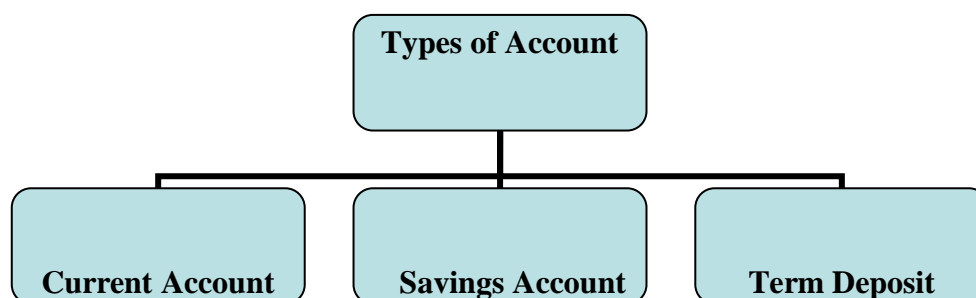 Types of Account
Current Account
Savings Account
Term Deposit